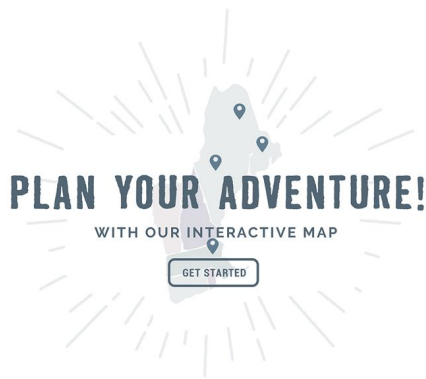 PLAN YOUR ADVENTURE!
WITH OUR INTERACTIVE MAP
GET STARTED